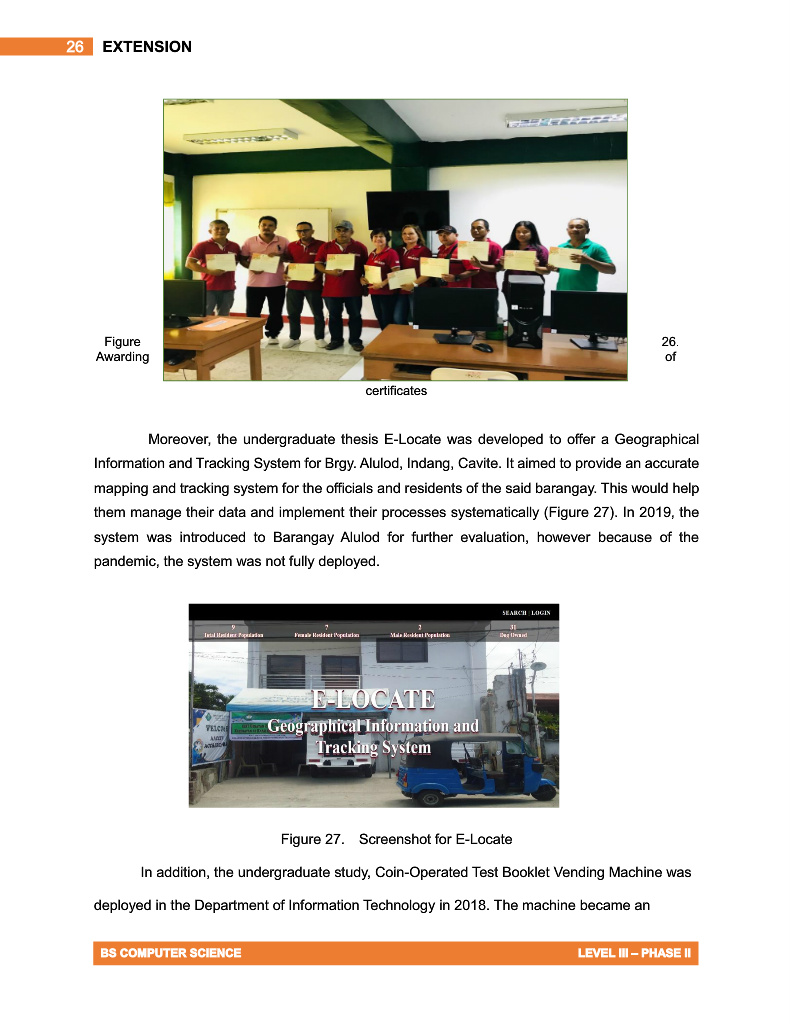 26 EXTENSION
Figure 26.
Awarding of
certificates
Moreover, the undergraduate thesis E-Locate was developed to offer a Geographical
Information and Tracking System for Brgy. Alulod, Indang, Cavite. It aimed to provide an accurate
mapping and tracking system for the officials and residents of the said barangay. This would help
them manage their data and implement their processes systematically (Figure 27). In 2019, the
system was introduced to Barangay Alulod for further evaluation, however because of the
pandemic, the system was not fully deployed.
SEARCH | LOGIN
9 7 2 31
Total Resident Population Female Resident Population Male Resident Population Dog Owned
E-LOCATE
Geographical Information and
Tracking System
Figure 27. Screenshot for E-Locate
In addition, the undergraduate study, Coin-Operated Test Booklet Vending Machine was
deployed in the Department of Information Technology in 2018. The machine became an
BS COMPUTER SCIENCE LEVEL III – PHASE II